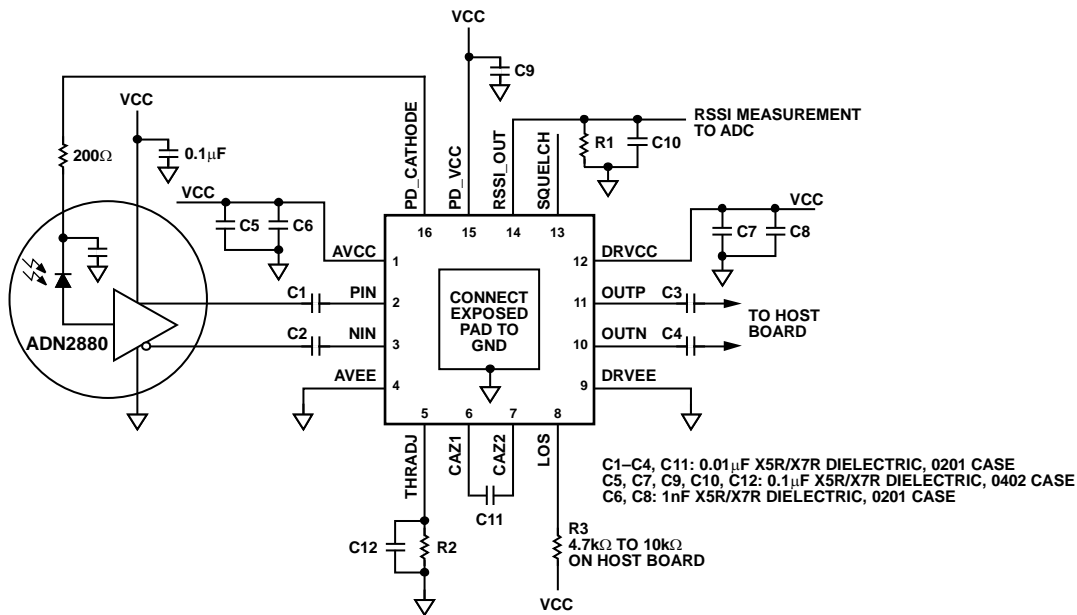 VCC
C9
VCC
RSSI MEASUREMENT
TO ADC
R1
C10
200Ω
0.1μF
PD_CATHODE
PD_VCC
RSSI_OUT
SQUELCH
VCC
C5
C6
VCC
C7
C8
16
15
14
13
AVCC
1
12
DRVCC
C1
PIN
2
11
OUTP
C3
CONNECT
EXPOSED
PAD TO
GND
TO HOST
BOARD
C2
NIN
3
10
OUTN
C4
ADN2880
AVEE
4
9
DRVEE
5
6
7
8
THRADJ
CAZ1
CAZ2
LOS
C11
C12
R2
R3
4.7kΩ TO 10kΩ
ON HOST BOARD
VCC
C1–C4, C11: 0.01μF X5R/X7R DIELECTRIC, 0201 CASE
C5, C7, C9, C10, C12: 0.1μF X5R/X7R DIELECTRIC, 0402 CASE
C6, C8: 1nF X5R/X7R DIELECTRIC, 0201 CASE